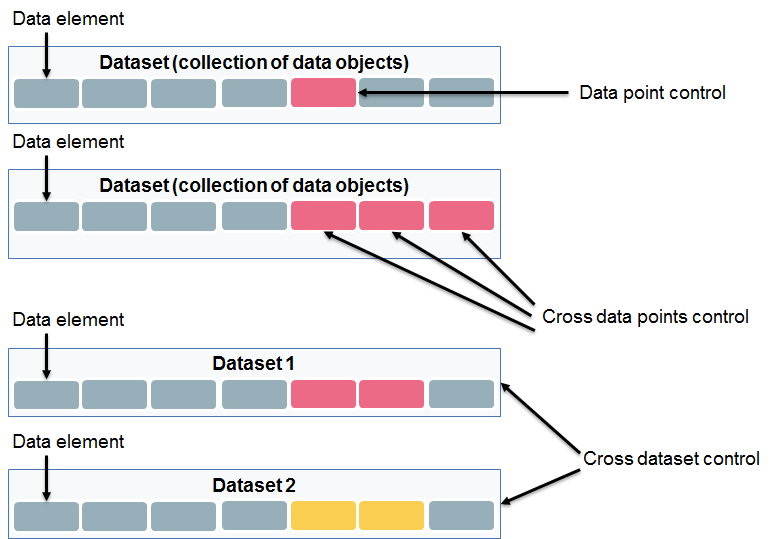 Data element
Dataset (collection of data objects)
Data point control
Data element
Dataset (collection of data objects)
Cross data points control
Data element
Dataset 1
Data element
Cross dataset control
Dataset 2